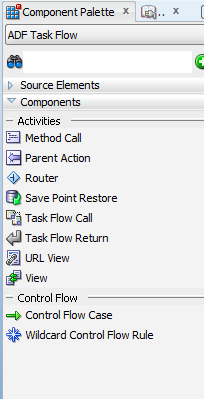 Component Palette
..
ADF Task Flow
Source Elements
Components
Activities
Method Call
Parent Action
Router
Save Point Restore
Task Flow Call
Task Flow Return
URL View
View
Control Flow
Control Flow Case
Wildcard Control Flow Rule